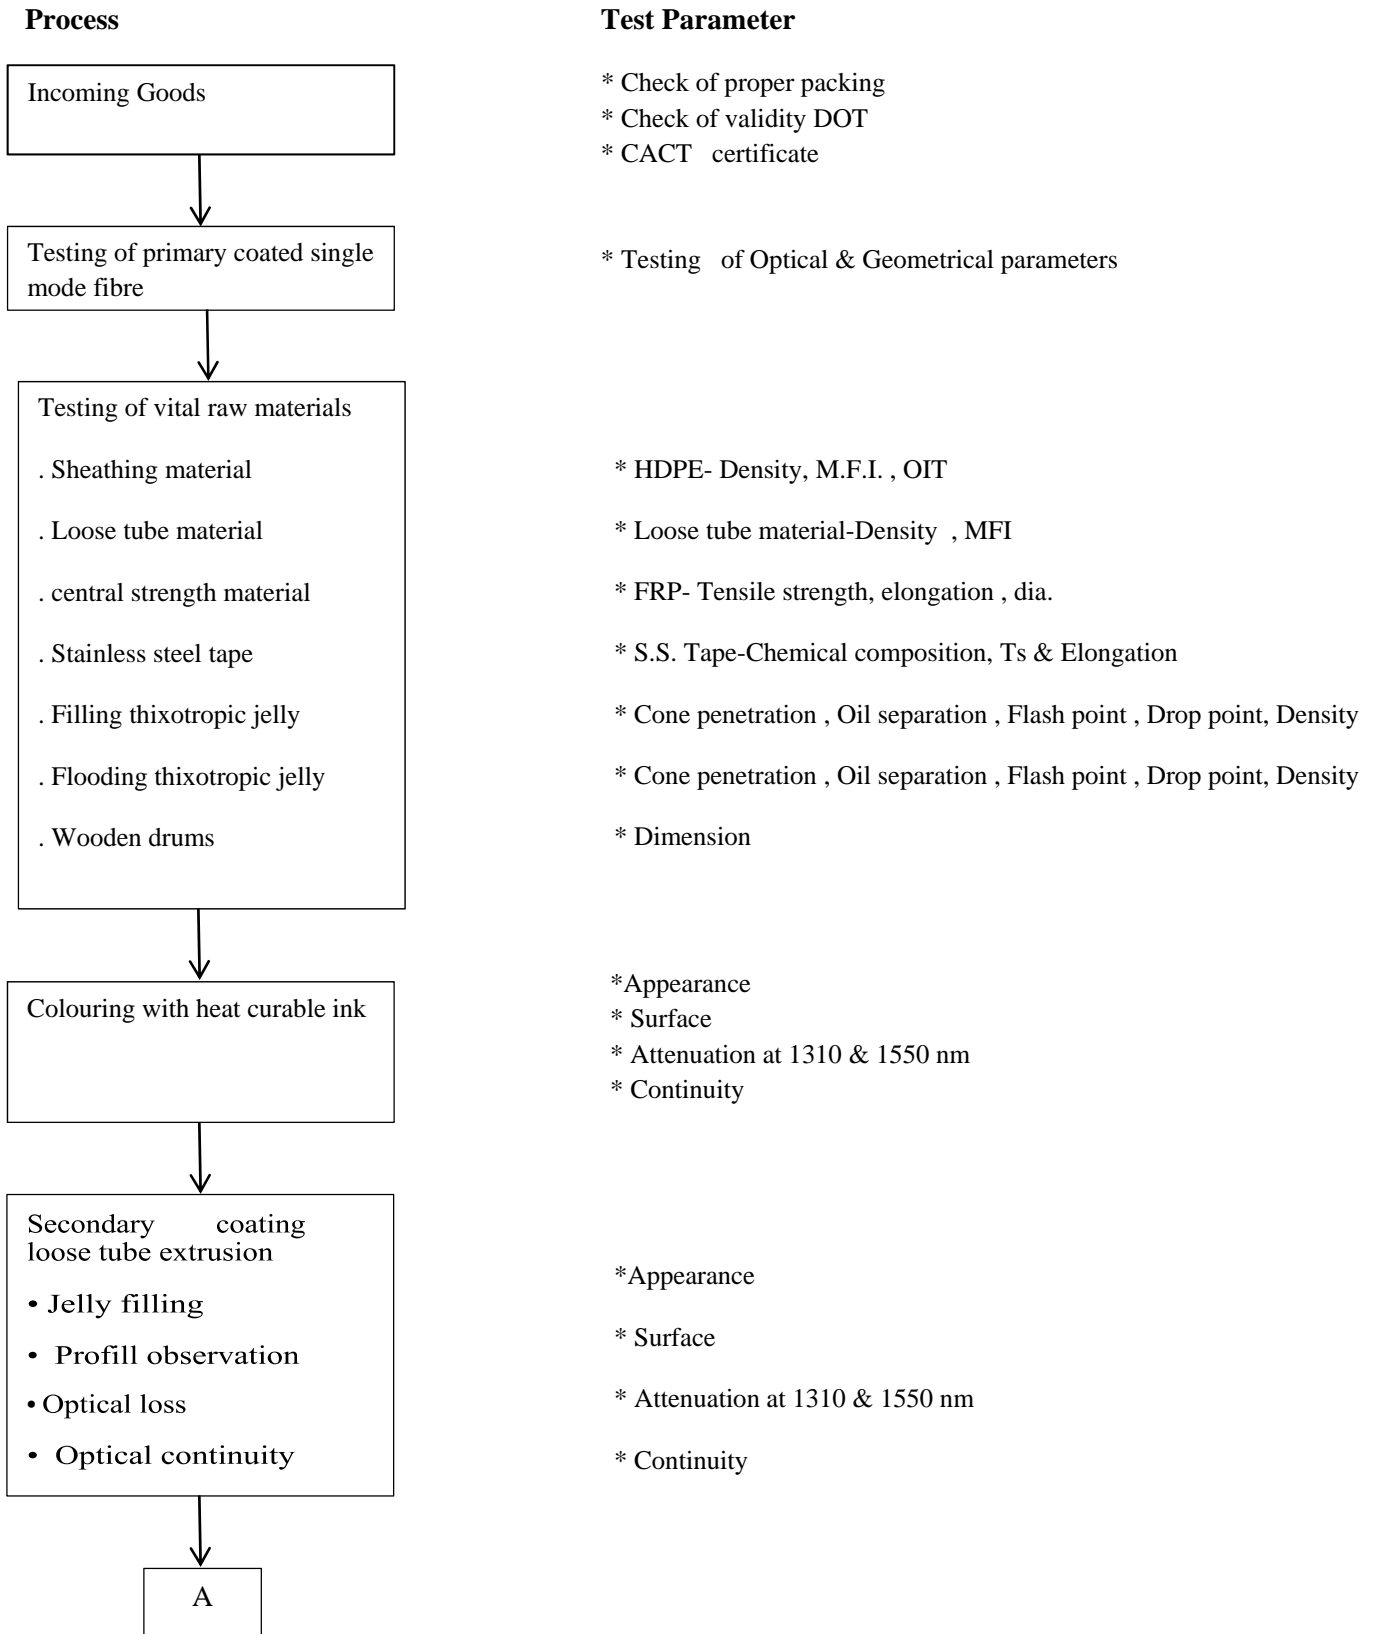 Process
Test Parameter
Incoming Goods
* Check of proper packing
* Check of validity DOT
* CACT certificate
Testing of primary coated single
mode fibre
* Testing of Optical & Geometrical parameters
Testing of vital raw materials
. Sheathing material
* HDPE- Density, M.F.I. , OIT
. Loose tube material
* Loose tube material-Density , MFI
. central strength material
* FRP- Tensile strength, elongation , dia.
. Stainless steel tape
* S.S. Tape-Chemical composition, Ts & Elongation
. Filling thixotropic jelly
* Cone penetration , Oil separation , Flash point , Drop point, Density
. Flooding thixotropic jelly
* Cone penetration , Oil separation , Flash point , Drop point, Density
. Wooden drums
* Dimension
Colouring with heat curable ink
*Appearance
* Surface
* Attenuation at 1310 & 1550 nm
* Continuity
Secondary coating
loose tube extrusion
• Jelly filling
• Profill observation
• Optical loss
• Optical continuity
*Appearance
* Surface
* Attenuation at 1310 & 1550 nm
* Continuity
A